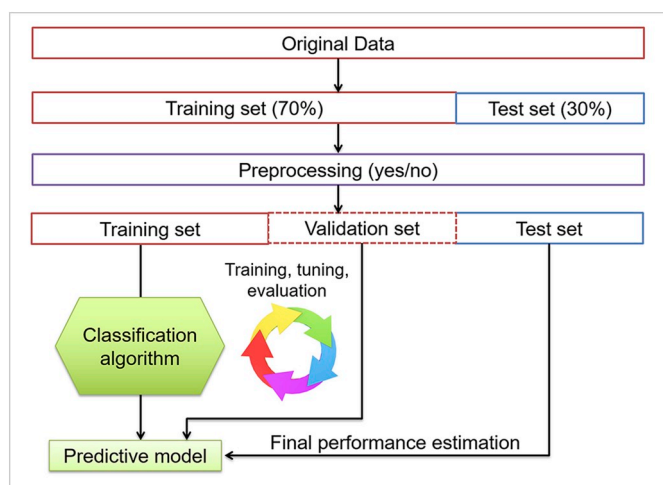 Original Data
Training set (70%)
Test set (30%)
Preprocessing (yes/no)
Training set
Validation set
Test set
Training, tuning,
evaluation
Classification
algorithm
Final performance estimation
Predictive model